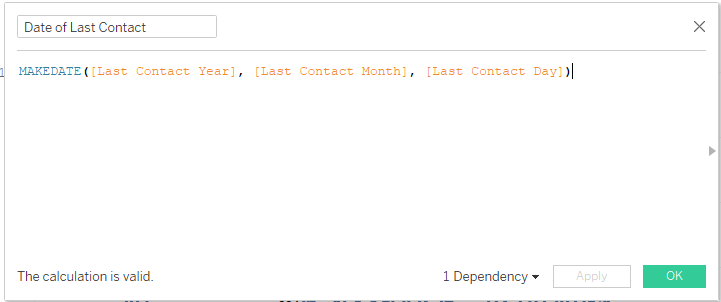 Date of Last Contact
MAKEDATE([Last Contact Year], [Last Contact Month], [Last Contact Day])
The calculation is valid.
1 Dependency
Apply
OK